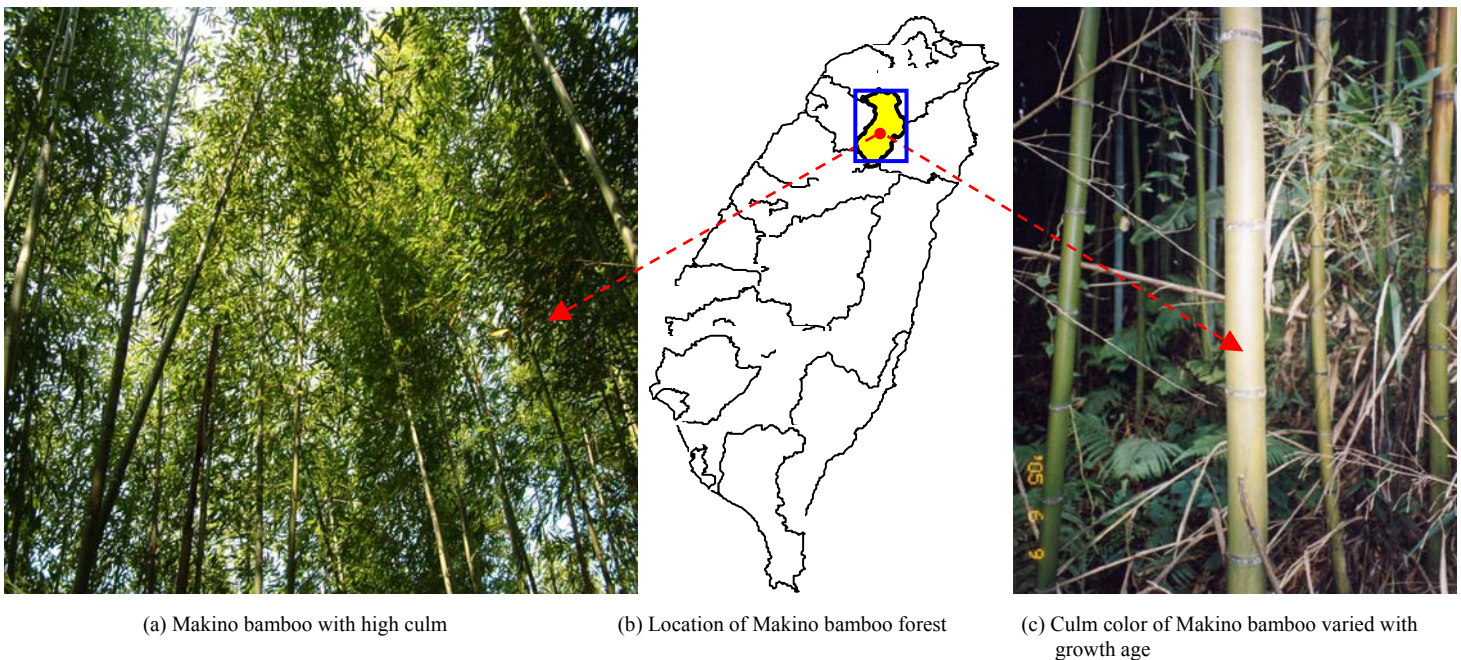 (a) Makino bamboo with high culm
(b) Location of Makino bamboo forest
(c) Culm color of Makino bamboo varied with
growth age